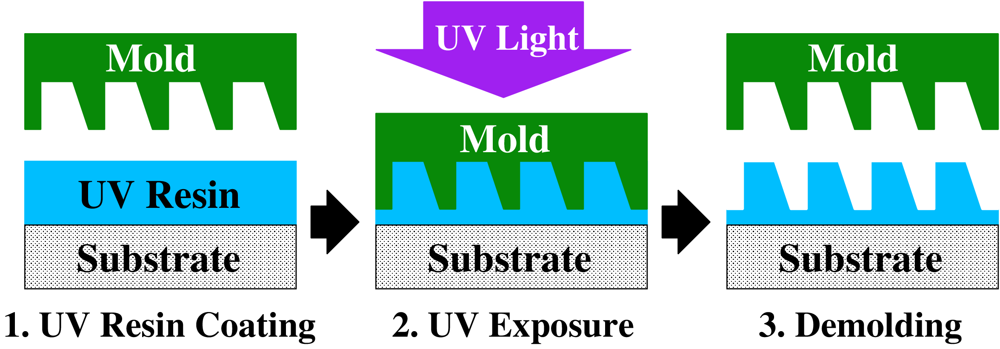 Mold
UV Resin
Substrate
1. UV Resin Coating
UV Light
Mold
Substrate
2. UV Exposure
Mold
Substrate
3. Demolding